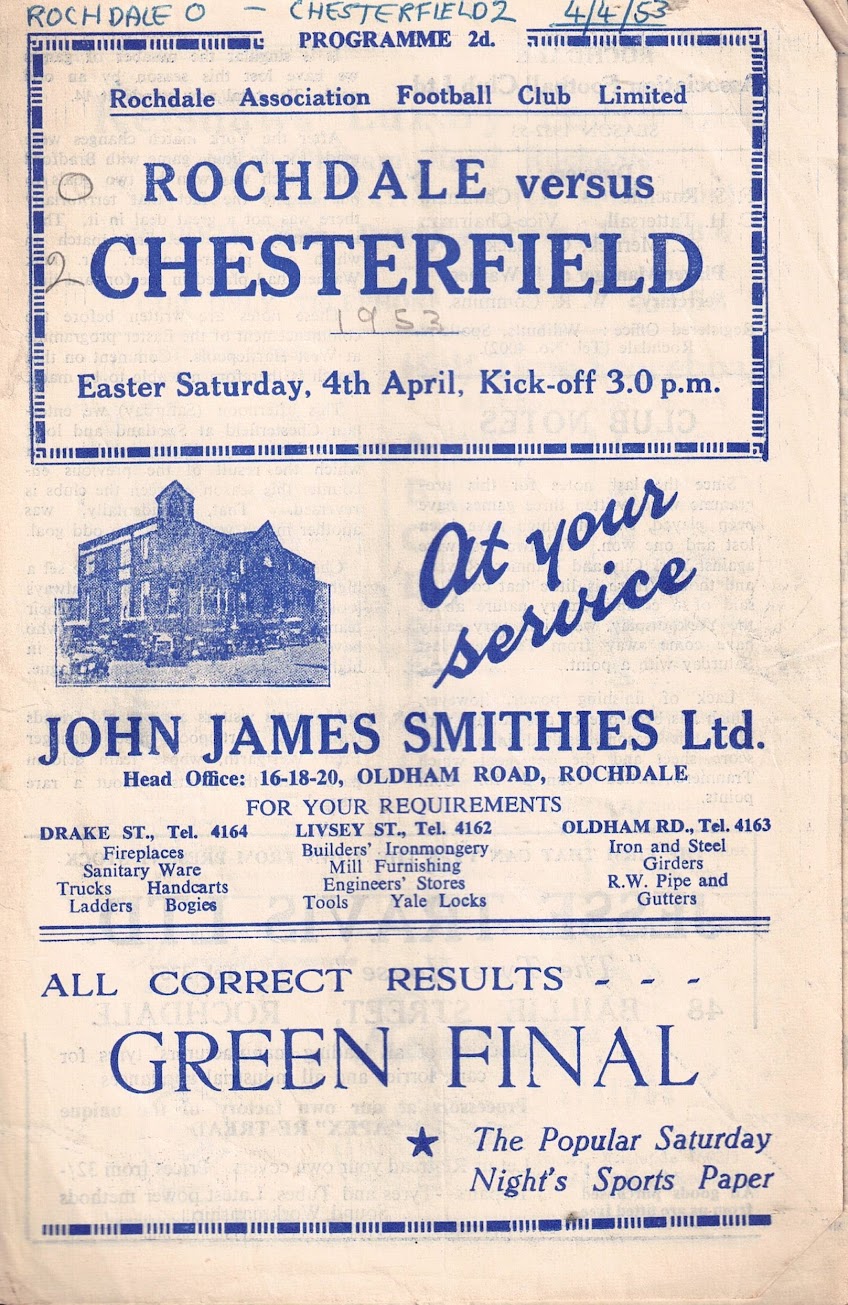 ROCHDALE 0 - CHESTERFIELD 2 4/4/53
PROGRAMME 2d.
Rochdale Association Football Club Limited
0 ROCHDALE versus
2 CHESTERFIELD
1953
Easter Saturday, 4th April, Kick-off 3.0 p.m.
At your
service
JOHN JAMES SMITHIES Ltd.
Head Office: 16-18-20, OLDHAM ROAD, ROCHDALE
FOR YOUR REQUIREMENTS
DRAKE ST., Tel. 4164 LIVSEY ST., Tel. 4162 OLDHAM RD., Tel. 4163
Fireplaces Builders' Ironmongery Iron and Steel
Sanitary Ware Mill Furnishing Girders
Trucks Handcarts Engineers' Stores R.W. Pipe and
Ladders Bogies Tools Yale Locks Gutters
ALL CORRECT RESULTS - - -
GREEN FINAL
★ The Popular Saturday
Night's Sports Paper